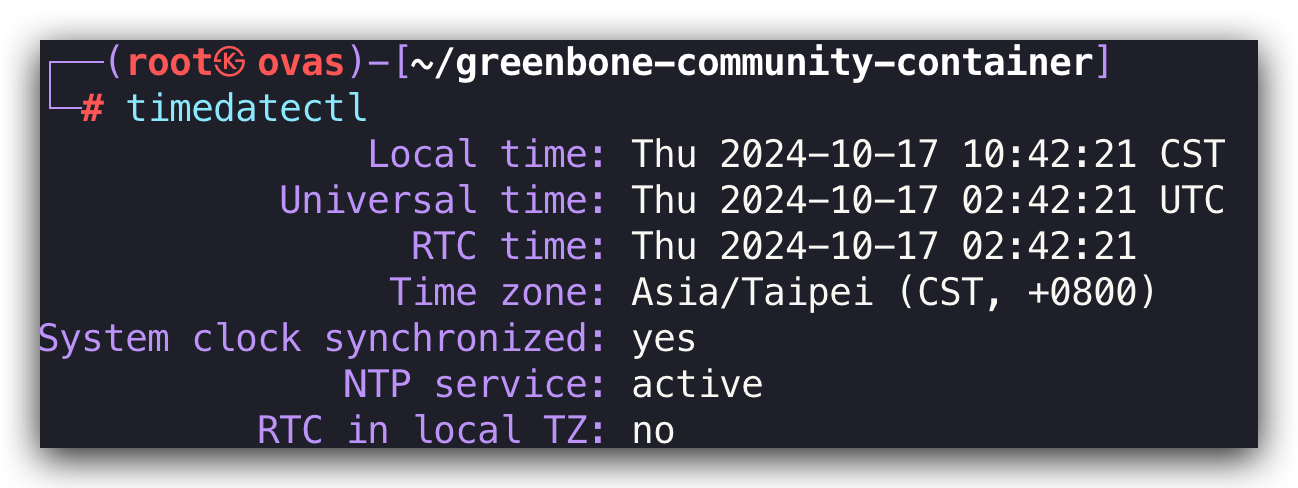 ┌──(root㉿ovas)-[~/greenbone-community-container]
└─# timedatectl
Local time: Thu 2024-10-17 10:42:21 CST
Universal time: Thu 2024-10-17 02:42:21 UTC
RTC time: Thu 2024-10-17 02:42:21
Time zone: Asia/Taipei (CST, +0800)
System clock synchronized: yes
NTP service: active
RTC in local TZ: no